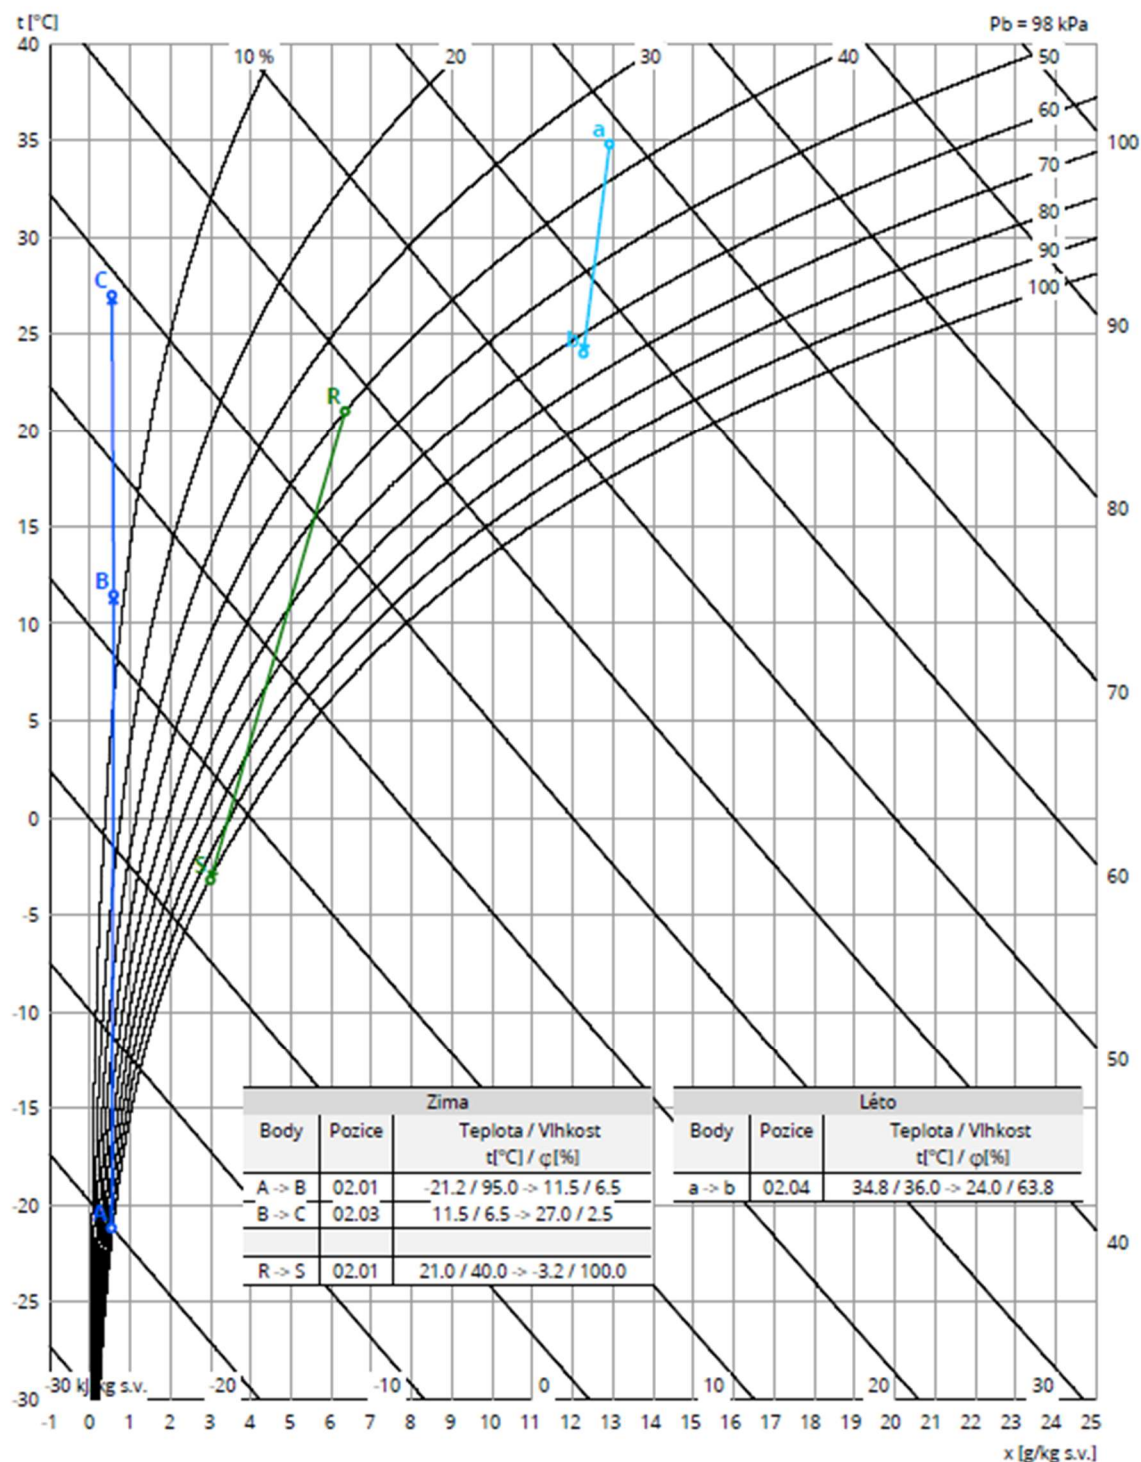 t [°C]
Pb = 98 kPa
40
10 %
20
30
40
50
60
70
80
90
100
35
30
25
20
15
10
5
0
-5
-10
-15
-20
-25
-30
100
90
80
70
60
50
40
a
b
C
B
A
R
S
Zima
Body Pozice Teplota / Vlhkost
t[°C] / φ[%]
A -> B 02.01 -21.2 / 95.0 -> 11.5 / 6.5
B -> C 02.03 11.5 / 6.5 -> 27.0 / 2.5
R -> S 02.01 21.0 / 40.0 -> -3.2 / 100.0
Léto
Body Pozice Teplota / Vlhkost
t[°C] / φ[%]
a -> b 02.04 34.8 / 36.0 -> 24.0 / 63.8
-30 kJ/kg s.v. -20 -10 0 10 20 30
-1 0 1 2 3 4 5 6 7 8 9 10 11 12 13 14 15 16 17 18 19 20 21 22 23 24 25
x [g/kg s.v.]